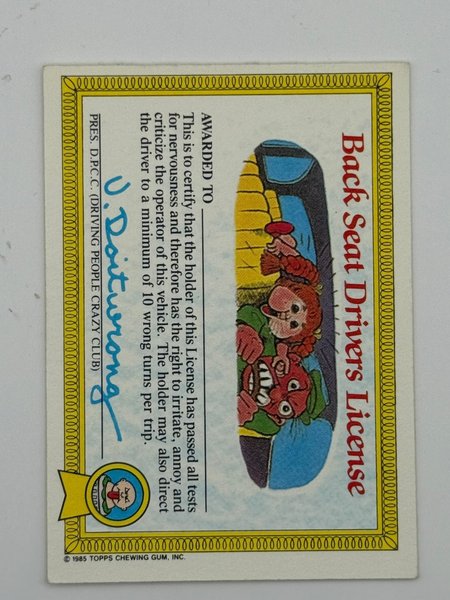 Back Seat Drivers License
AWARDED TO
This is to certify that the holder of this License has passed all tests
for nervousness and therefore has the right to irritate, annoy and
criticize the operator of this vehicle. The holder may also direct
the driver to a minimum of 10 wrong turns per trip.
U. Doitwrong
PRES. D.P.C.C. (DRIVING PEOPLE CRAZY CLUB)
© 1985 TOPPS CHEWING GUM, INC.